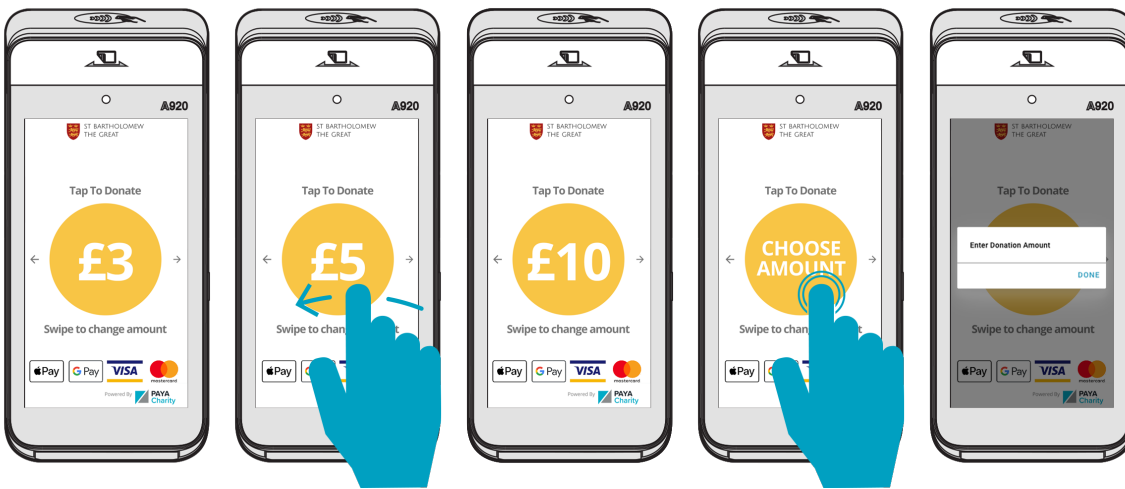 A920
ST BARTHOLOMEW
THE GREAT
Tap To Donate
£3
Swipe to change amount
Pay
G Pay
VISA
mastercard
Powered By
PAYA
Charity
A920
ST BARTHOLOMEW
THE GREAT
Tap To Donate
£5
Swipe to chan
Pay
A920
ST BARTHOLOMEW
THE GREAT
Tap To Donate
£10
Swipe to change amount
Pay
G Pay
VISA
mastercard
Powered By
PAYA
Charity
A920
ST BARTHOLOMEW
THE GREAT
Tap To Donate
CHOOSE
AMOUNT
Swipe to chan
Pay
A920
ST BARTHOLOMEW
THE GREAT
Tap To Donate
Enter Donation Amount
DONE
Swipe to change amount
Pay
G Pay
VISA
mastercard
Powered By
PAYA
Charity